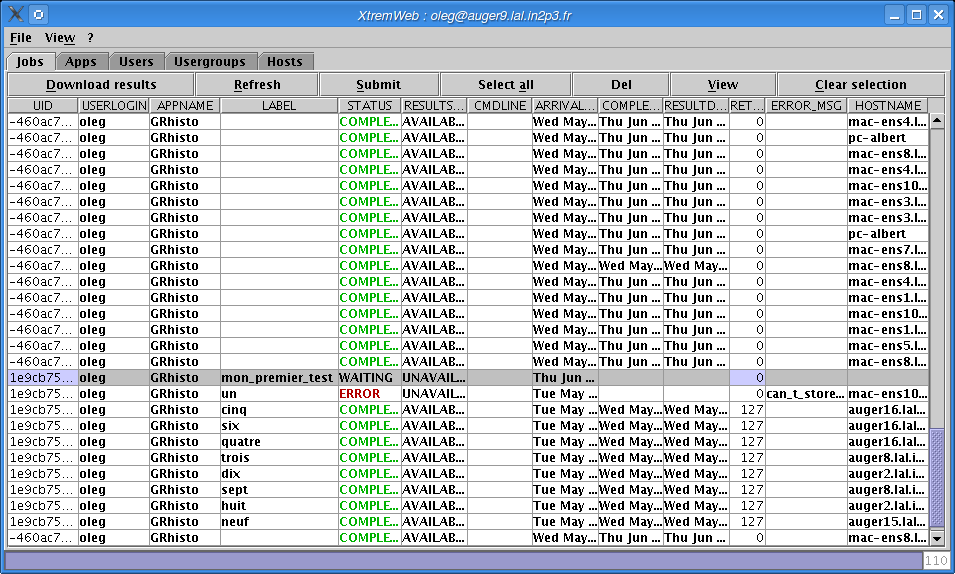 XtremWeb : oleg@auger9.lal.in2p3.fr
File View ?
Jobs Apps Users Usergroups Hosts
Download results Refresh Submit Select all Del View Clear selection
UID USERLOGIN APPNAME LABEL STATUS RESULTS... CMDLINE ARRIVAL... COMPLE... RESULTD... RET... ERROR_MSG HOSTNAME
-460ac7... oleg GRhisto COMPLE... AVAILAB... Wed May... Thu Jun ... Thu Jun ... 0 mac-ens4.l...
-460ac7... oleg GRhisto COMPLE... AVAILAB... Wed May... Thu Jun ... Thu Jun ... 0 pc-albert
-460ac7... oleg GRhisto COMPLE... AVAILAB... Wed May... Thu Jun ... Thu Jun ... 0 mac-ens8.l...
-460ac7... oleg GRhisto COMPLE... AVAILAB... Wed May... Thu Jun ... Thu Jun ... 0 mac-ens4.l...
-460ac7... oleg GRhisto COMPLE... AVAILAB... Wed May... Thu Jun ... Thu Jun ... 0 mac-ens10...
-460ac7... oleg GRhisto COMPLE... AVAILAB... Wed May... Thu Jun ... Thu Jun ... 0 mac-ens3.l...
-460ac7... oleg GRhisto COMPLE... AVAILAB... Wed May... Thu Jun ... Thu Jun ... 0 mac-ens3.l...
-460ac7... oleg GRhisto COMPLE... AVAILAB... Wed May... Thu Jun ... Thu Jun ... 0 pc-albert
-460ac7... oleg GRhisto COMPLE... AVAILAB... Wed May... Thu Jun ... Thu Jun ... 0 mac-ens7.l...
-460ac7... oleg GRhisto COMPLE... AVAILAB... Wed May... Wed May... Wed May... 0 mac-ens8.l...
-460ac7... oleg GRhisto COMPLE... AVAILAB... Wed May... Thu Jun ... Thu Jun ... 0 mac-ens4.l...
-460ac7... oleg GRhisto COMPLE... AVAILAB... Wed May... Thu Jun ... Thu Jun ... 0 mac-ens1.l...
-460ac7... oleg GRhisto COMPLE... AVAILAB... Wed May... Thu Jun ... Thu Jun ... 0 mac-ens10...
-460ac7... oleg GRhisto COMPLE... AVAILAB... Wed May... Thu Jun ... Thu Jun ... 0 mac-ens1.l...
-460ac7... oleg GRhisto COMPLE... AVAILAB... Wed May... Thu Jun ... Thu Jun ... 0 mac-ens5.l...
-460ac7... oleg GRhisto COMPLE... AVAILAB... Wed May... Thu Jun ... Thu Jun ... 0 mac-ens8.l...
1e9cb75... oleg GRhisto mon_premier_test WAITING UNAVAIL... Thu Jun ... 0
1e9cb75... oleg GRhisto un ERROR UNAVAIL... Tue May ... 0 can_t_store... mac-ens10...
1e9cb75... oleg GRhisto cinq COMPLE... AVAILAB... Tue May ... Wed May... Wed May... 127 auger16.lal...
1e9cb75... oleg GRhisto six COMPLE... AVAILAB... Tue May ... Wed May... Wed May... 127 auger16.lal...
1e9cb75... oleg GRhisto quatre COMPLE... AVAILAB... Tue May ... Wed May... Wed May... 127 auger16.lal...
1e9cb75... oleg GRhisto trois COMPLE... AVAILAB... Tue May ... Wed May... Wed May... 127 auger8.lal.i...
1e9cb75... oleg GRhisto dix COMPLE... AVAILAB... Tue May ... Wed May... Wed May... 127 auger2.lal.i...
1e9cb75... oleg GRhisto sept COMPLE... AVAILAB... Tue May ... Wed May... Wed May... 127 auger8.lal.i...
1e9cb75... oleg GRhisto huit COMPLE... AVAILAB... Tue May ... Wed May... Wed May... 127 auger2.lal.i...
1e9cb75... oleg GRhisto neuf COMPLE... AVAILAB... Tue May ... Wed May... Wed May... 127 auger15.lal...
-460ac7... oleg GRhisto COMPLE... AVAILAB... Wed May... Thu Jun ... Thu Jun ... 0 mac-ens8.l...
110